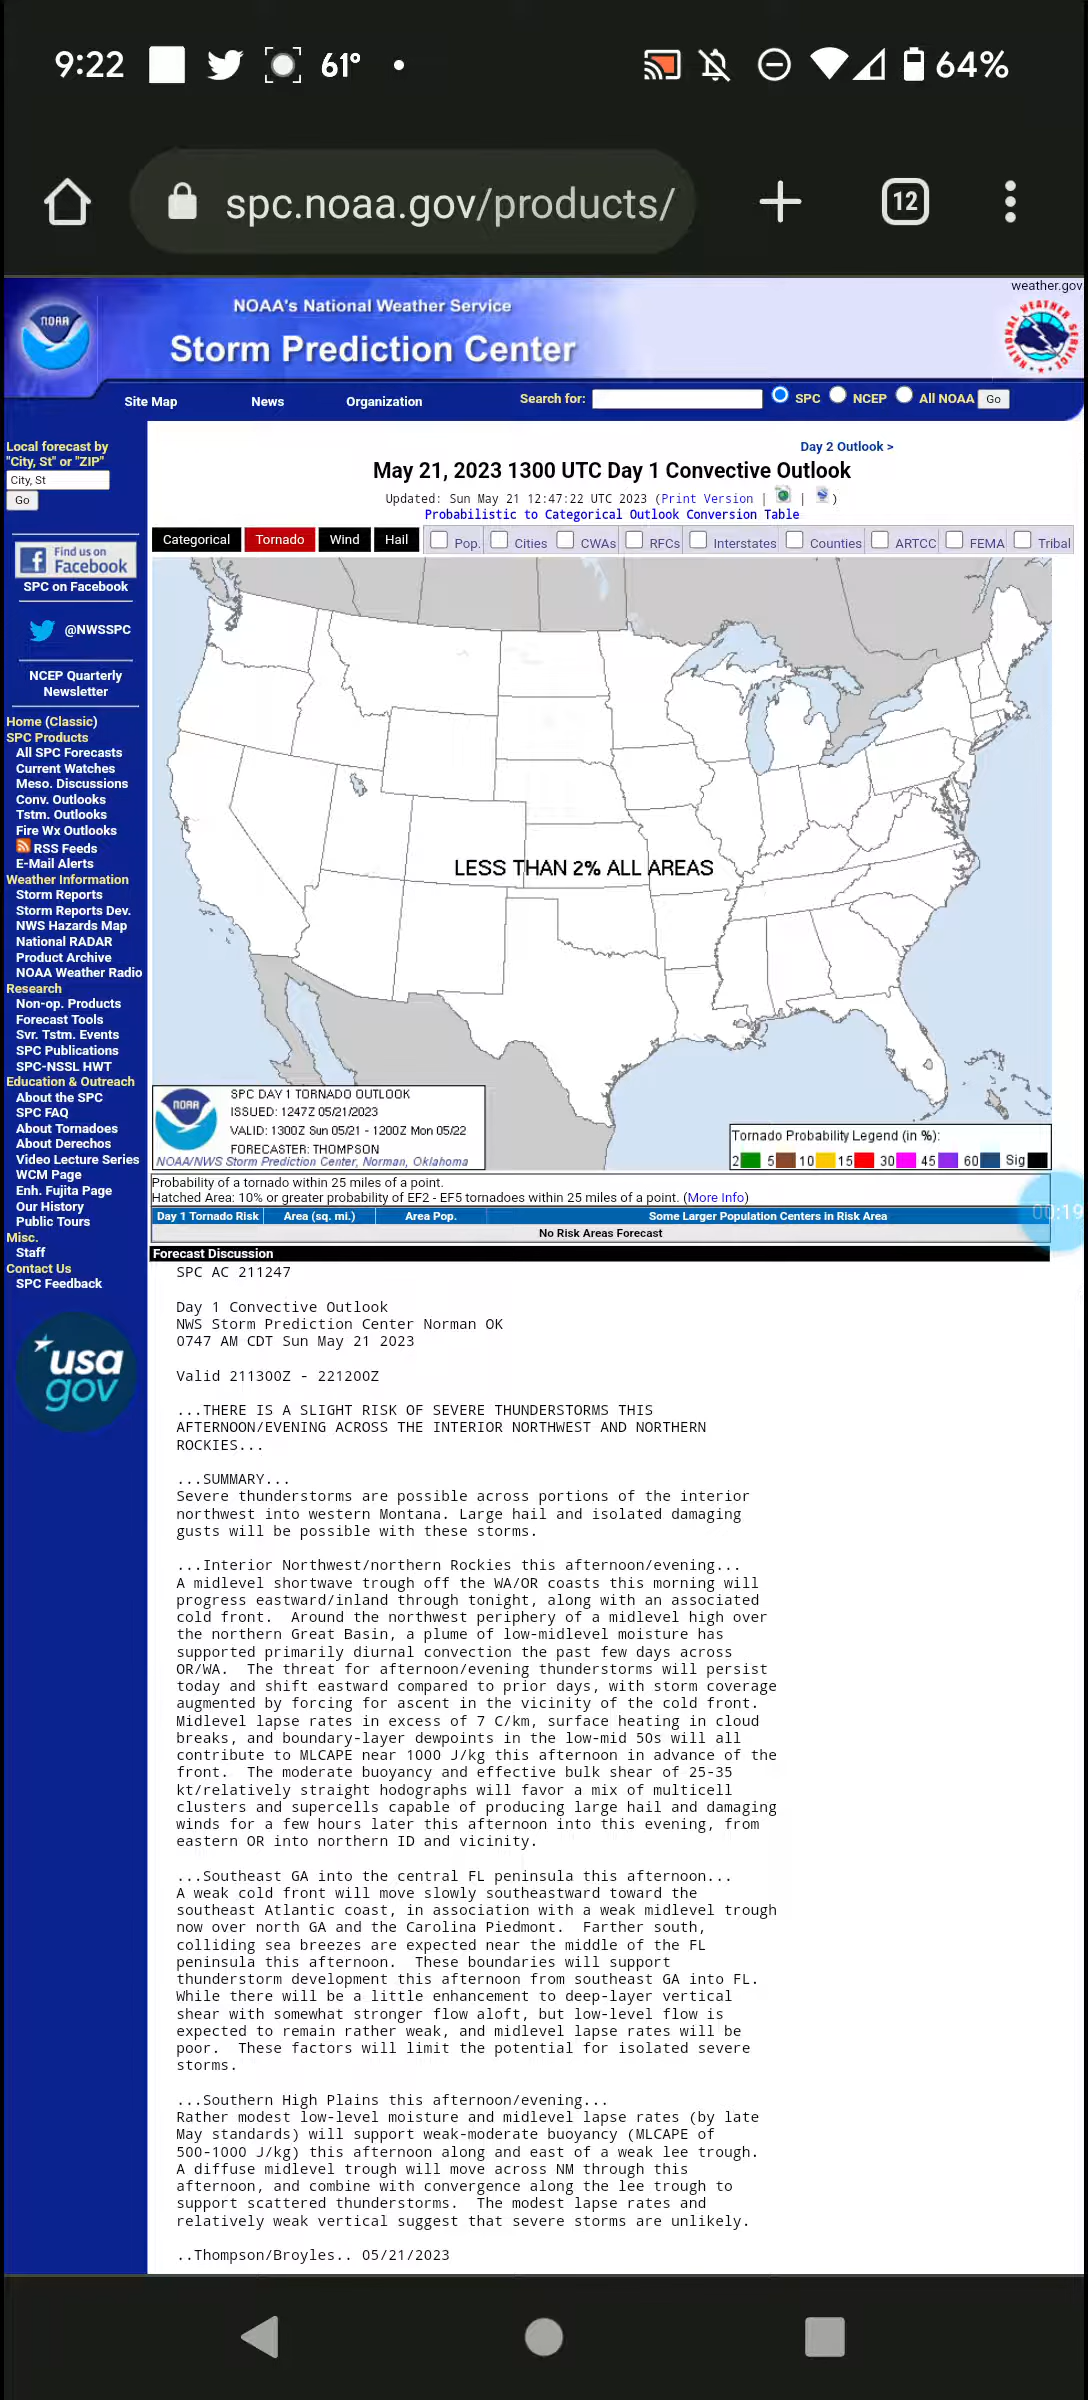 9:22 61° 64%
spc.noaa.gov/products/ 12
weather.gov
NOAA
NOAA's National Weather Service
NATIONAL WEATHER SERVICE
Storm Prediction Center
Site Map News Organization Search for: SPC NCEP All NOAA Go
Local forecast by
"City, St" or "ZIP"
City, St
Go
Find us on
Facebook
SPC on Facebook
@NWSSPC
NCEP Quarterly
Newsletter
Home (Classic)
SPC Products
All SPC Forecasts
Current Watches
Meso. Discussions
Conv. Outlooks
Tstm. Outlooks
Fire Wx Outlooks
RSS Feeds
E-Mail Alerts
Weather Information
Storm Reports
Storm Reports Dev.
NWS Hazards Map
National RADAR
Product Archive
NOAA Weather Radio
Research
Non-op. Products
Forecast Tools
Svr. Tstm. Events
SPC Publications
SPC-NSSL HWT
Education & Outreach
About the SPC
SPC FAQ
About Tornadoes
About Derechos
Video Lecture Series
WCM Page
Enh. Fujita Page
Our History
Public Tours
Misc.
Staff
Contact Us
SPC Feedback
usa
gov
Day 2 Outlook >
May 21, 2023 1300 UTC Day 1 Convective Outlook
Updated: Sun May 21 12:47:22 UTC 2023 (Print Version | | )
Probabilistic to Categorical Outlook Conversion Table
Categorical Tornado Wind Hail Pop. Cities CWAs RFCs Interstates Counties ARTCC FEMA Tribal
LESS THAN 2% ALL AREAS
NOAA
SPC DAY 1 TORNADO OUTLOOK
ISSUED: 1247Z 05/21/2023
VALID: 1300Z Sun 05/21 - 1200Z Mon 05/22
FORECASTER: THOMPSON
NOAA/NWS Storm Prediction Center, Norman, Oklahoma
Tornado Probability Legend (in %):
2 5 10 15 30 45 60 Sig
Probability of a tornado within 25 miles of a point.
Hatched Area: 10% or greater probability of EF2 - EF5 tornadoes within 25 miles of a point. (More Info)
00:19
Day 1 Tornado Risk Area (sq. mi.) Area Pop. Some Larger Population Centers in Risk Area
No Risk Areas Forecast
Forecast Discussion
SPC AC 211247
Day 1 Convective Outlook
NWS Storm Prediction Center Norman OK
0747 AM CDT Sun May 21 2023
Valid 211300Z - 221200Z
...THERE IS A SLIGHT RISK OF SEVERE THUNDERSTORMS THIS
AFTERNOON/EVENING ACROSS THE INTERIOR NORTHWEST AND NORTHERN
ROCKIES...
...SUMMARY...
Severe thunderstorms are possible across portions of the interior
northwest into western Montana. Large hail and isolated damaging
gusts will be possible with these storms.
...Interior Northwest/northern Rockies this afternoon/evening...
A midlevel shortwave trough off the WA/OR coasts this morning will
progress eastward/inland through tonight, along with an associated
cold front. Around the northwest periphery of a midlevel high over
the northern Great Basin, a plume of low-midlevel moisture has
supported primarily diurnal convection the past few days across
OR/WA. The threat for afternoon/evening thunderstorms will persist
today and shift eastward compared to prior days, with storm coverage
augmented by forcing for ascent in the vicinity of the cold front.
Midlevel lapse rates in excess of 7 C/km, surface heating in cloud
breaks, and boundary-layer dewpoints in the low-mid 50s will all
contribute to MLCAPE near 1000 J/kg this afternoon in advance of the
front. The moderate buoyancy and effective bulk shear of 25-35
kt/relatively straight hodographs will favor a mix of multicell
clusters and supercells capable of producing large hail and damaging
winds for a few hours later this afternoon into this evening, from
eastern OR into northern ID and vicinity.
...Southeast GA into the central FL peninsula this afternoon...
A weak cold front will move slowly southeastward toward the
southeast Atlantic coast, in association with a weak midlevel trough
now over north GA and the Carolina Piedmont. Farther south,
colliding sea breezes are expected near the middle of the FL
peninsula this afternoon. These boundaries will support
thunderstorm development this afternoon from southeast GA into FL.
While there will be a little enhancement to deep-layer vertical
shear with somewhat stronger flow aloft, but low-level flow is
expected to remain rather weak, and midlevel lapse rates will be
poor. These factors will limit the potential for isolated severe
storms.
...Southern High Plains this afternoon/evening...
Rather modest low-level moisture and midlevel lapse rates (by late
May standards) will support weak-moderate buoyancy (MLCAPE of
500-1000 J/kg) this afternoon along and east of a weak lee trough.
A diffuse midlevel trough will move across NM through this
afternoon, and combine with convergence along the lee trough to
support scattered thunderstorms. The modest lapse rates and
relatively weak vertical suggest that severe storms are unlikely.
..Thompson/Broyles.. 05/21/2023